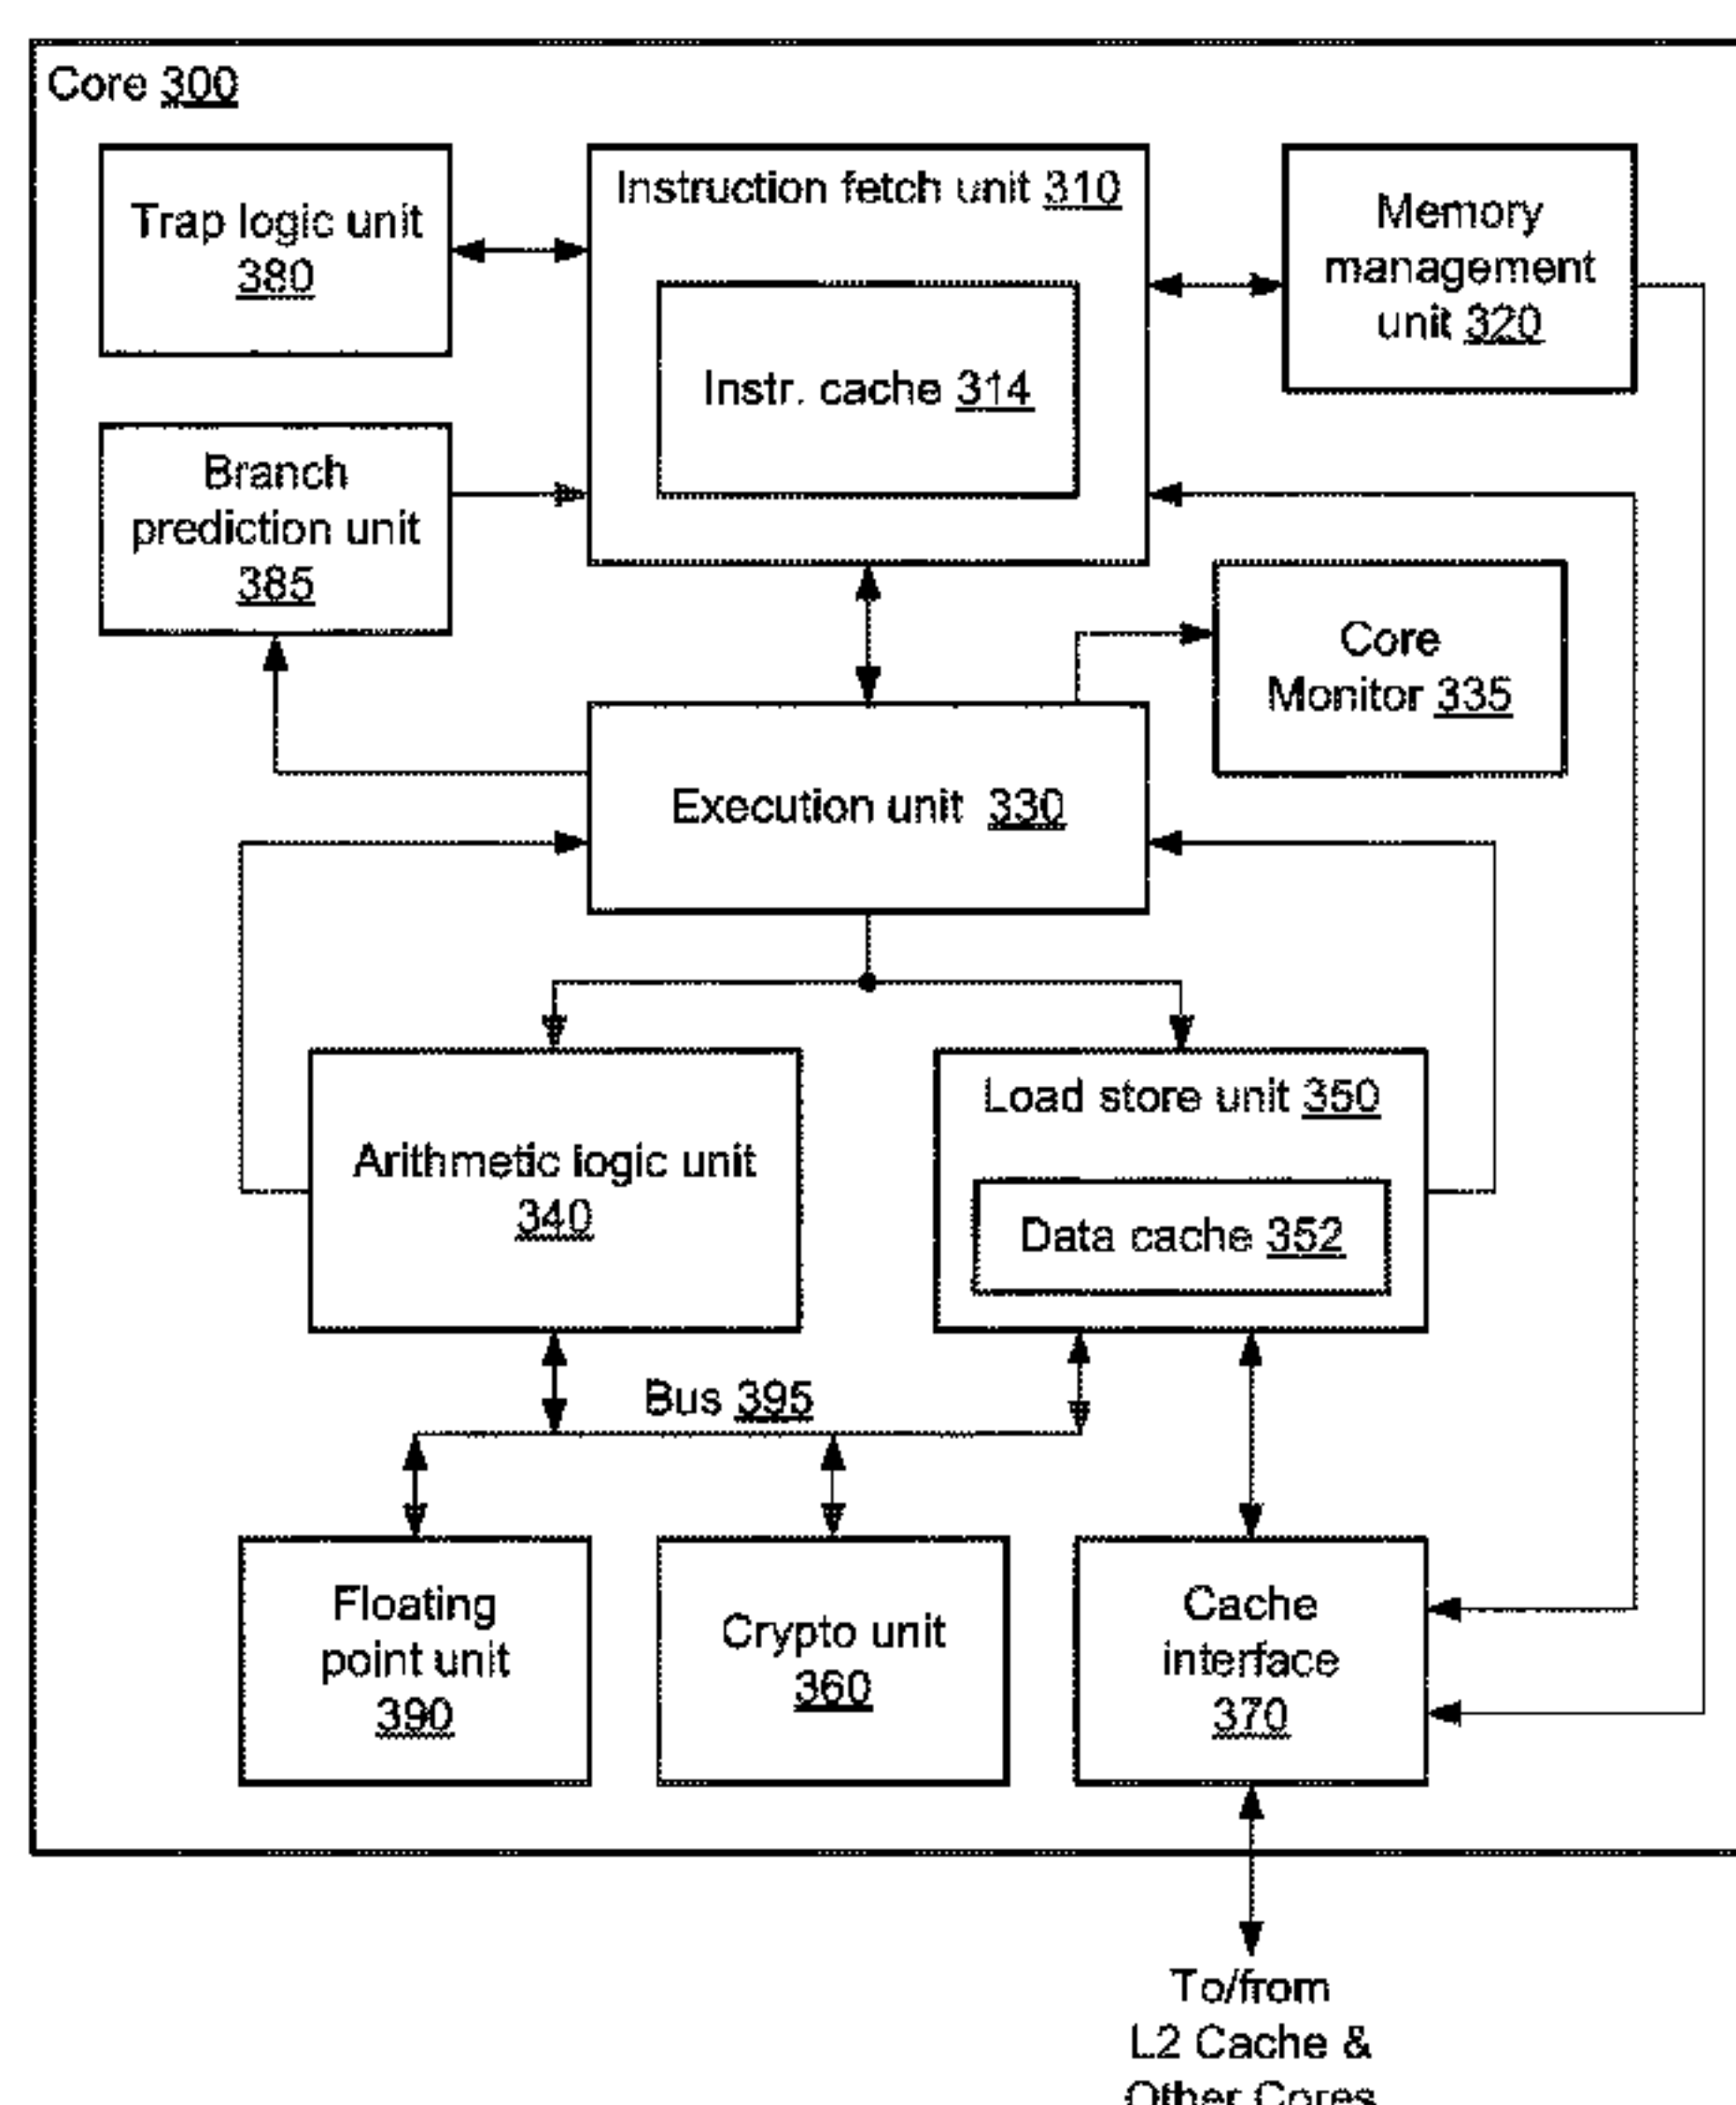 Core 300
Trap logic unit
380
Instruction fetch unit 310
Instr. cache 314
Memory
management
unit 320
Branch
prediction unit
385
Core
Monitor 335
Execution unit 330
Arithmetic logic unit
340
Load store unit 350
Data cache 352
Bus 395
Floating
point unit
390
Crypto unit
360
Cache
interface
370
To/from
L2 Cache &
Other Cores